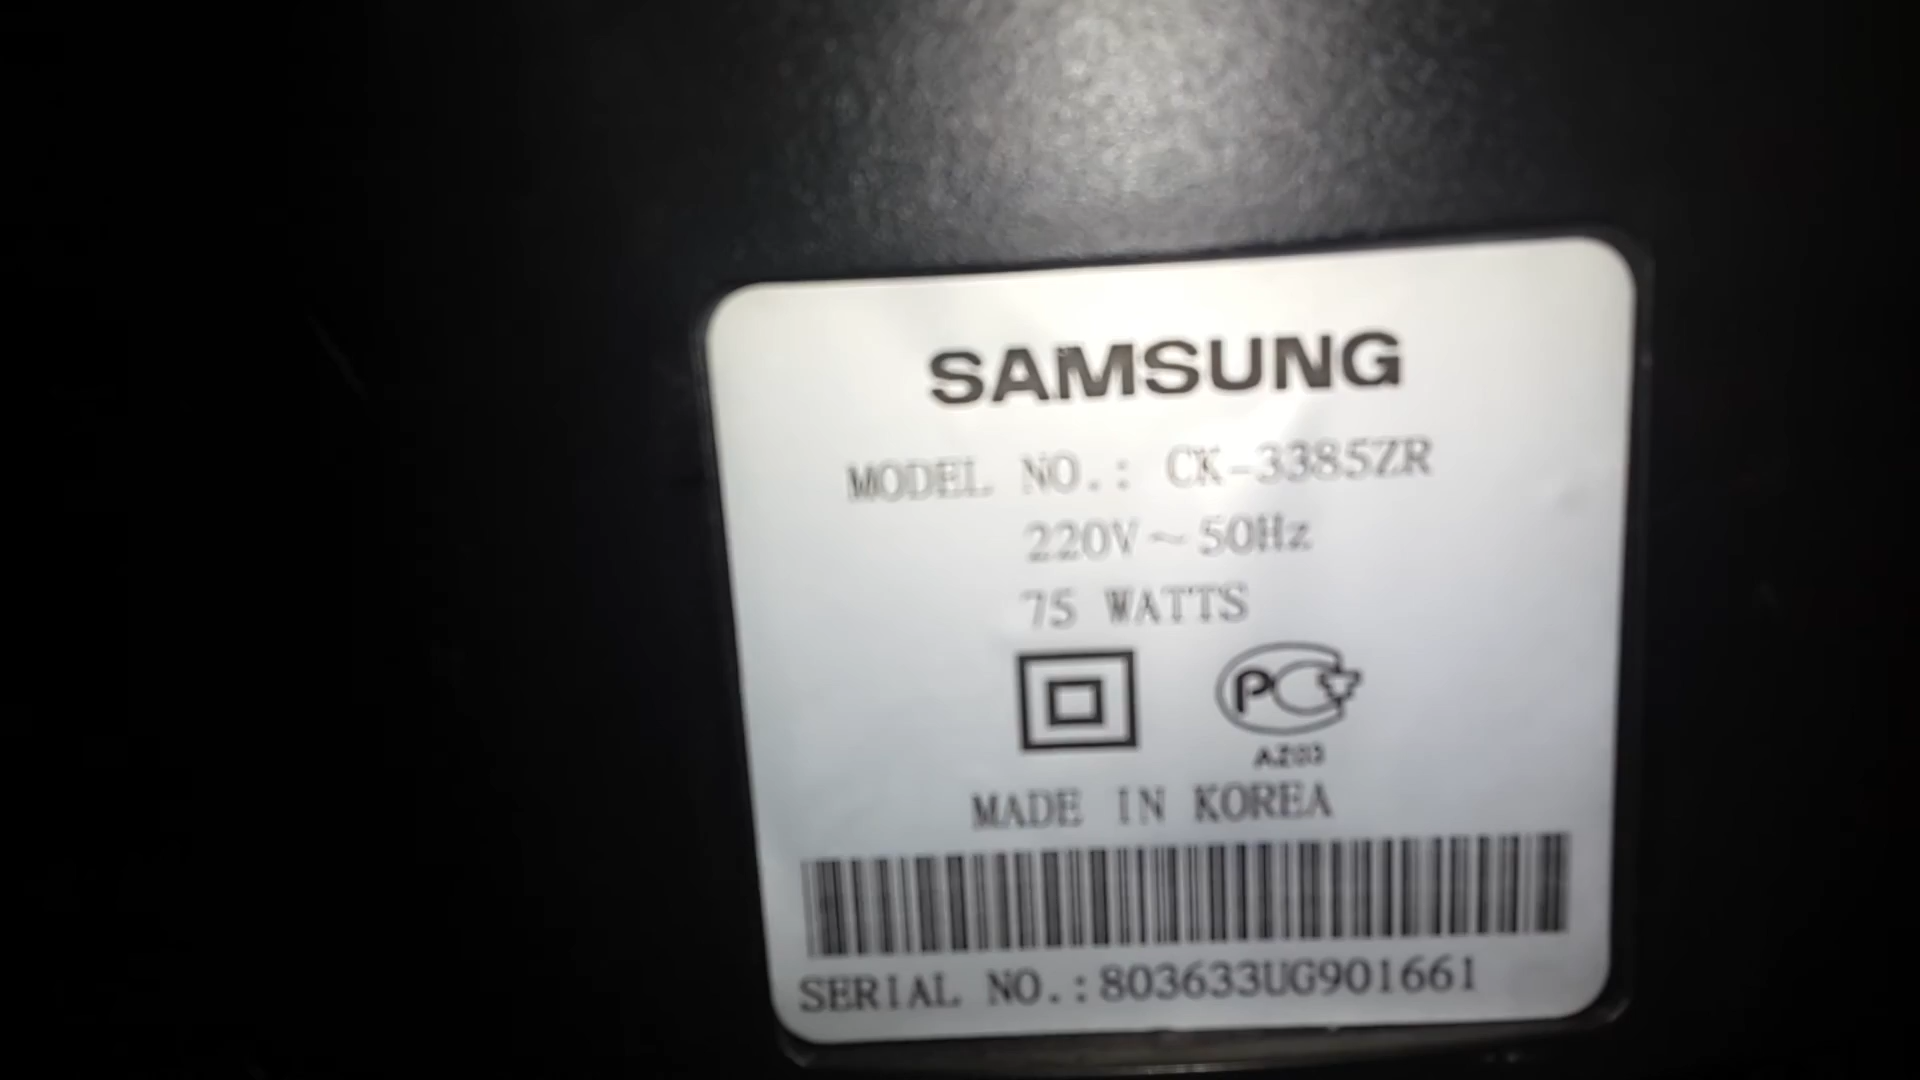 SAMSUNG
MODEL NO.: CK-3385ZR
220V~50Hz
75 WATTS
PC
MADE IN KOREA
SERIAL NO.:803633UG901661